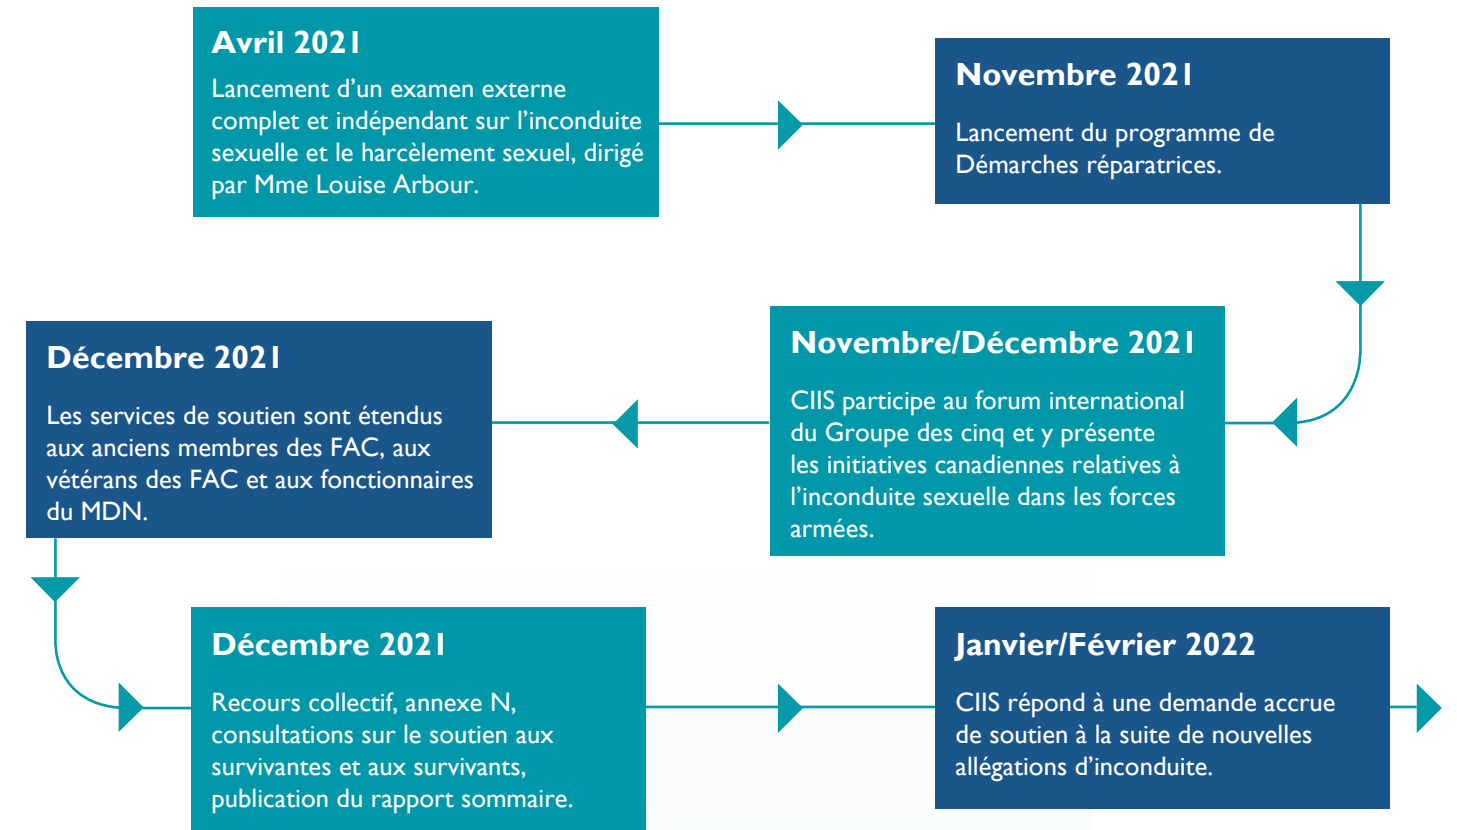 Avril 2021
Lancement d’un examen externe
complet et indépendant sur l’inconduite
sexuelle et le harcèlement sexuel, dirigé
par Mme Louise Arbour.
Novembre 2021
Lancement du programme de
Démarches réparatrices.
Novembre/Décembre 2021
CIIS participe au forum international
du Groupe des cinq et y présente
les initiatives canadiennes relatives à
l’inconduite sexuelle dans les forces
armées.
Décembre 2021
Les services de soutien sont étendus
aux anciens membres des FAC, aux
vétérans des FAC et aux fonctionnaires
du MDN.
Décembre 2021
Recours collectif, annexe N,
consultations sur le soutien aux
survivantes et aux survivants,
publication du rapport sommaire.
Janvier/Février 2022
CIIS répond à une demande accrue
de soutien à la suite de nouvelles
allégations d’inconduite.